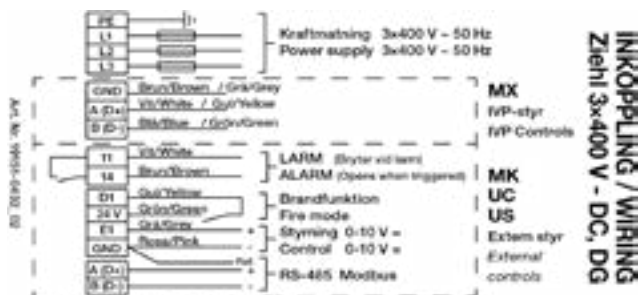 PE
L1
L2
L3
Kraftmatning 3x400 V ~ 50 Hz
Power supply 3x400 V ~ 50 Hz
GND Brun/Brown / Grå/Grey
A (D+) Vit/White / Gul/Yellow
B (D-) Blå/Blue / Grön/Green
MX
IVP-styr
IVP Controls
11 Vit/White
14 Brun/Brown
LARM (Bryter vid larm)
ALARM (Opens when triggered)
D1 Gul/Yellow
24 V Grön/Green
Brandfunktion
Fire mode
E1 Grå/Grey +
GND Rosa/Pink -
Styrning 0-10 V =
Control 0-10 V =
A (D+) +
B (D-) -
RS-485 Modbus
MK
UC
US
Extern styr
External
controls
INKOPPLING / WIRING
Ziehl 3x400 V - DC, DG